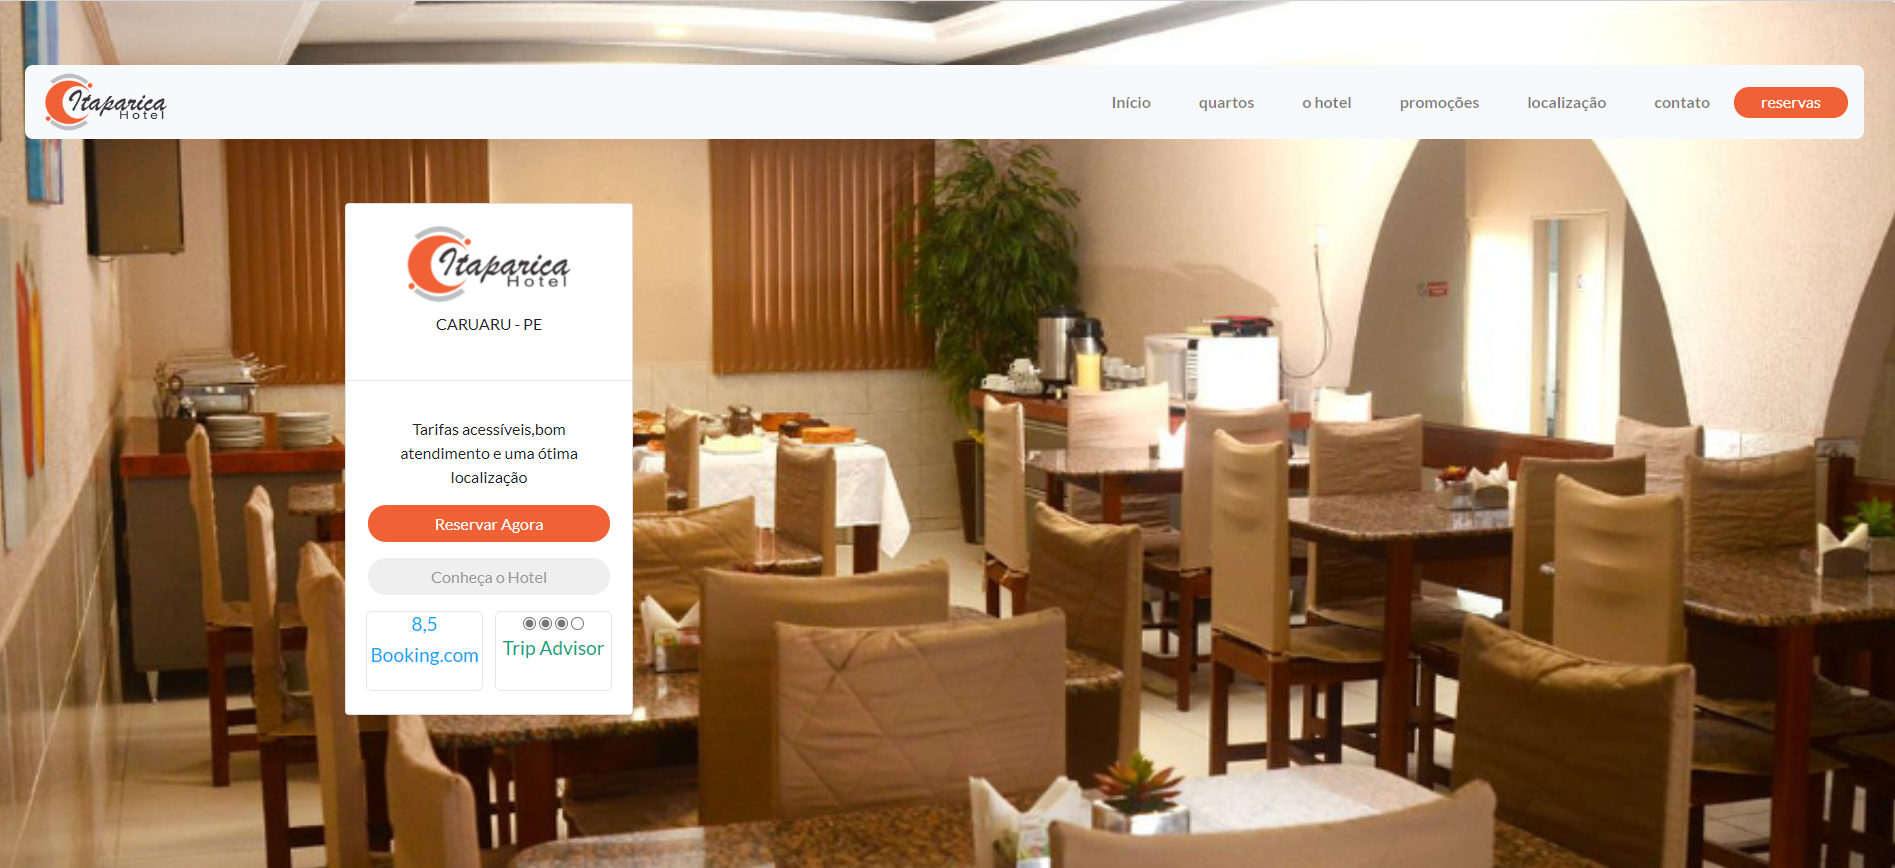 Itaparica
Hotel
Início
quartos
o hotel
promoções
localização
contato
reservas
Itaparica
Hotel
CARUARU - PE
Tarifas acessíveis,bom
atendimento e uma ótima
localização
Reservar Agora
Conheça o Hotel
8,5
Booking.com
Trip Advisor